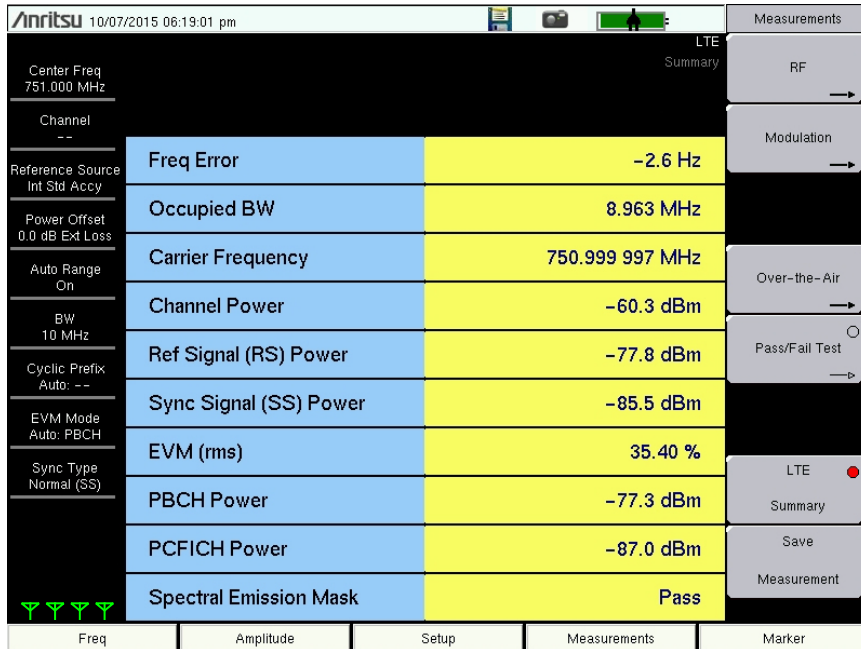 Anritsu 10/07/2015 06:19:01 pm
Measurements
LTE
Summary
Center Freq
751.000 MHz
Channel
--
Reference Source
Int Std Accy
Power Offset
0.0 dB Ext Loss
Auto Range
On
BW
10 MHz
Cyclic Prefix
Auto: --
EVM Mode
Auto: PBCH
Sync Type
Normal (SS)
Freq Error -2.6 Hz
Occupied BW 8.963 MHz
Carrier Frequency 750.999 997 MHz
Channel Power -60.3 dBm
Ref Signal (RS) Power -77.8 dBm
Sync Signal (SS) Power -85.5 dBm
EVM (rms) 35.40 %
PBCH Power -77.3 dBm
PCFICH Power -87.0 dBm
Spectral Emission Mask Pass
RF
Modulation
Over-the-Air
Pass/Fail Test
LTE
Summary
Save
Measurement
Freq Amplitude Setup Measurements Marker